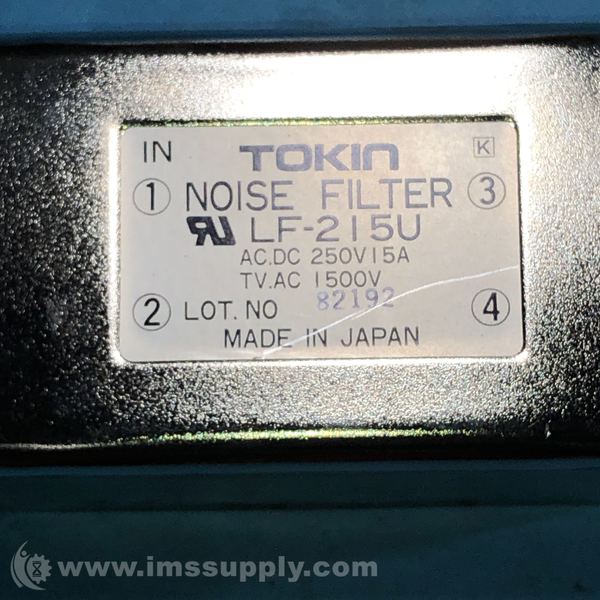 IN TOKIN K
1 NOISE FILTER 3
RU LF-215U
AC.DC 250V15A
TV.AC 1500V
2 LOT. NO 82192 4
MADE IN JAPAN
www.imssupply.com